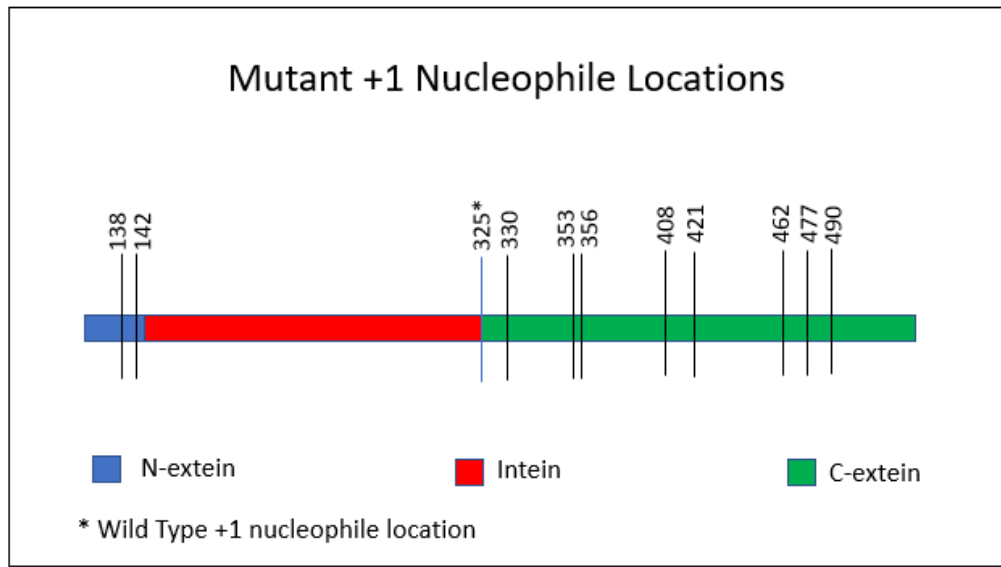 Mutant +1 Nucleophile Locations
138
142
325*
330
353
356
408
421
462
477
490
N-extein
Intein
C-extein
* Wild Type +1 nucleophile location